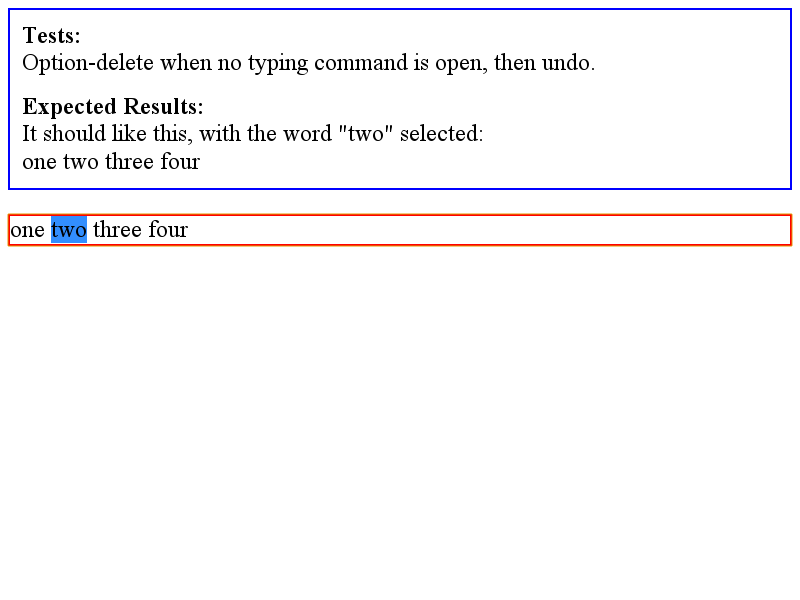 Tests:
Option-delete when no typing command is open, then undo.
Expected Results:
It should like this, with the word "two" selected:
one two three four
one two three four